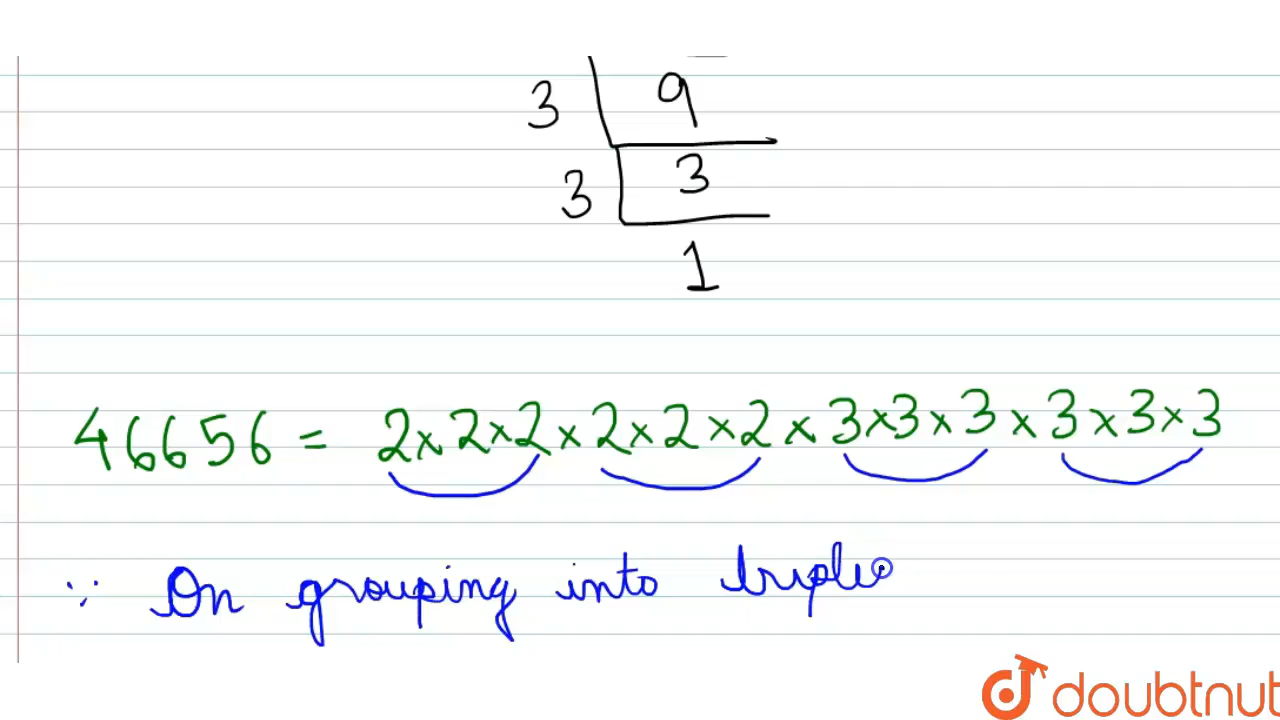 3 9
3 3
1
46656 = 2×2×2×2×2×2×3×3×3×3×3×3
∵ On grouping into triple
doubtnut